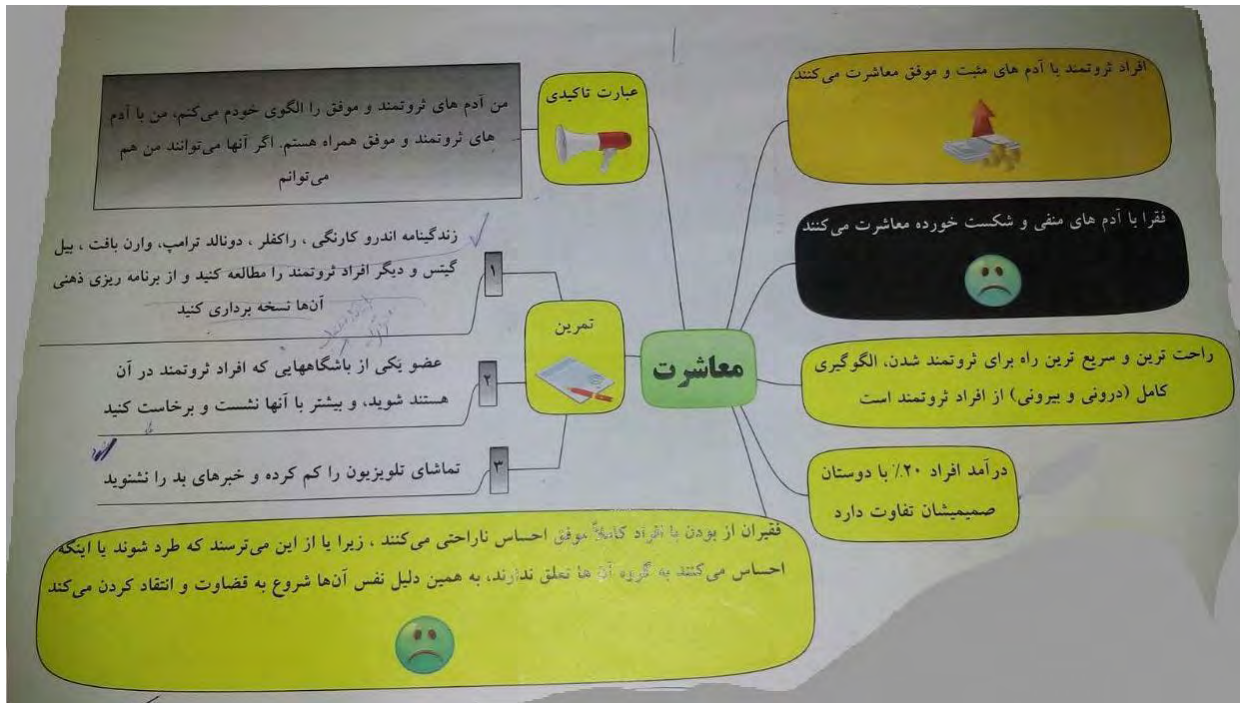 افراد ثروتمند با آدم های مثبت و موفق معاشرت می‌کنند
فقرا با آدم های منفی و شکست خورده معاشرت می‌کنند
راحت ترین و سریع ترین راه برای ثروتمند شدن، الگوگیری
کامل (درونی و بیرونی) از افراد ثروتمند است
درآمد افراد ۲۰٪ با دوستان
صمیمیشان تفاوت دارد
معاشرت
عبارت تاکیدی
من آدم های ثروتمند و موفق را الگوی خودم می‌کنم، من با آدم
های ثروتمند و موفق همراه هستم. اگر آنها می‌توانند من هم
می‌توانم
تمرین
۱
زندگینامه اندرو کارنگی ، راکفلر ، دونالد ترامپ، وارن بافت ، بیل
گیتس و دیگر افراد ثروتمند را مطالعه کنید و از برنامه ریزی ذهنی
آن‌ها نسخه برداری کنید
۲
عضو یکی از باشگاههایی که افراد ثروتمند در آن
هستند شوید، و بیشتر با آنها نشست و برخاست کنید
۳
تماشای تلویزیون را کم کرده و خبرهای بد را نشنوید
فقیران از بودن با افراد کاملاً موفق احساس ناراحتی می‌کنند ، زیرا یا از این می‌ترسند که طرد شوند یا اینکه
احساس می‌کنند به گروه آن ها تعلق ندارند، به همین دلیل نفس آن‌ها شروع به قضاوت و انتقاد کردن می‌کند